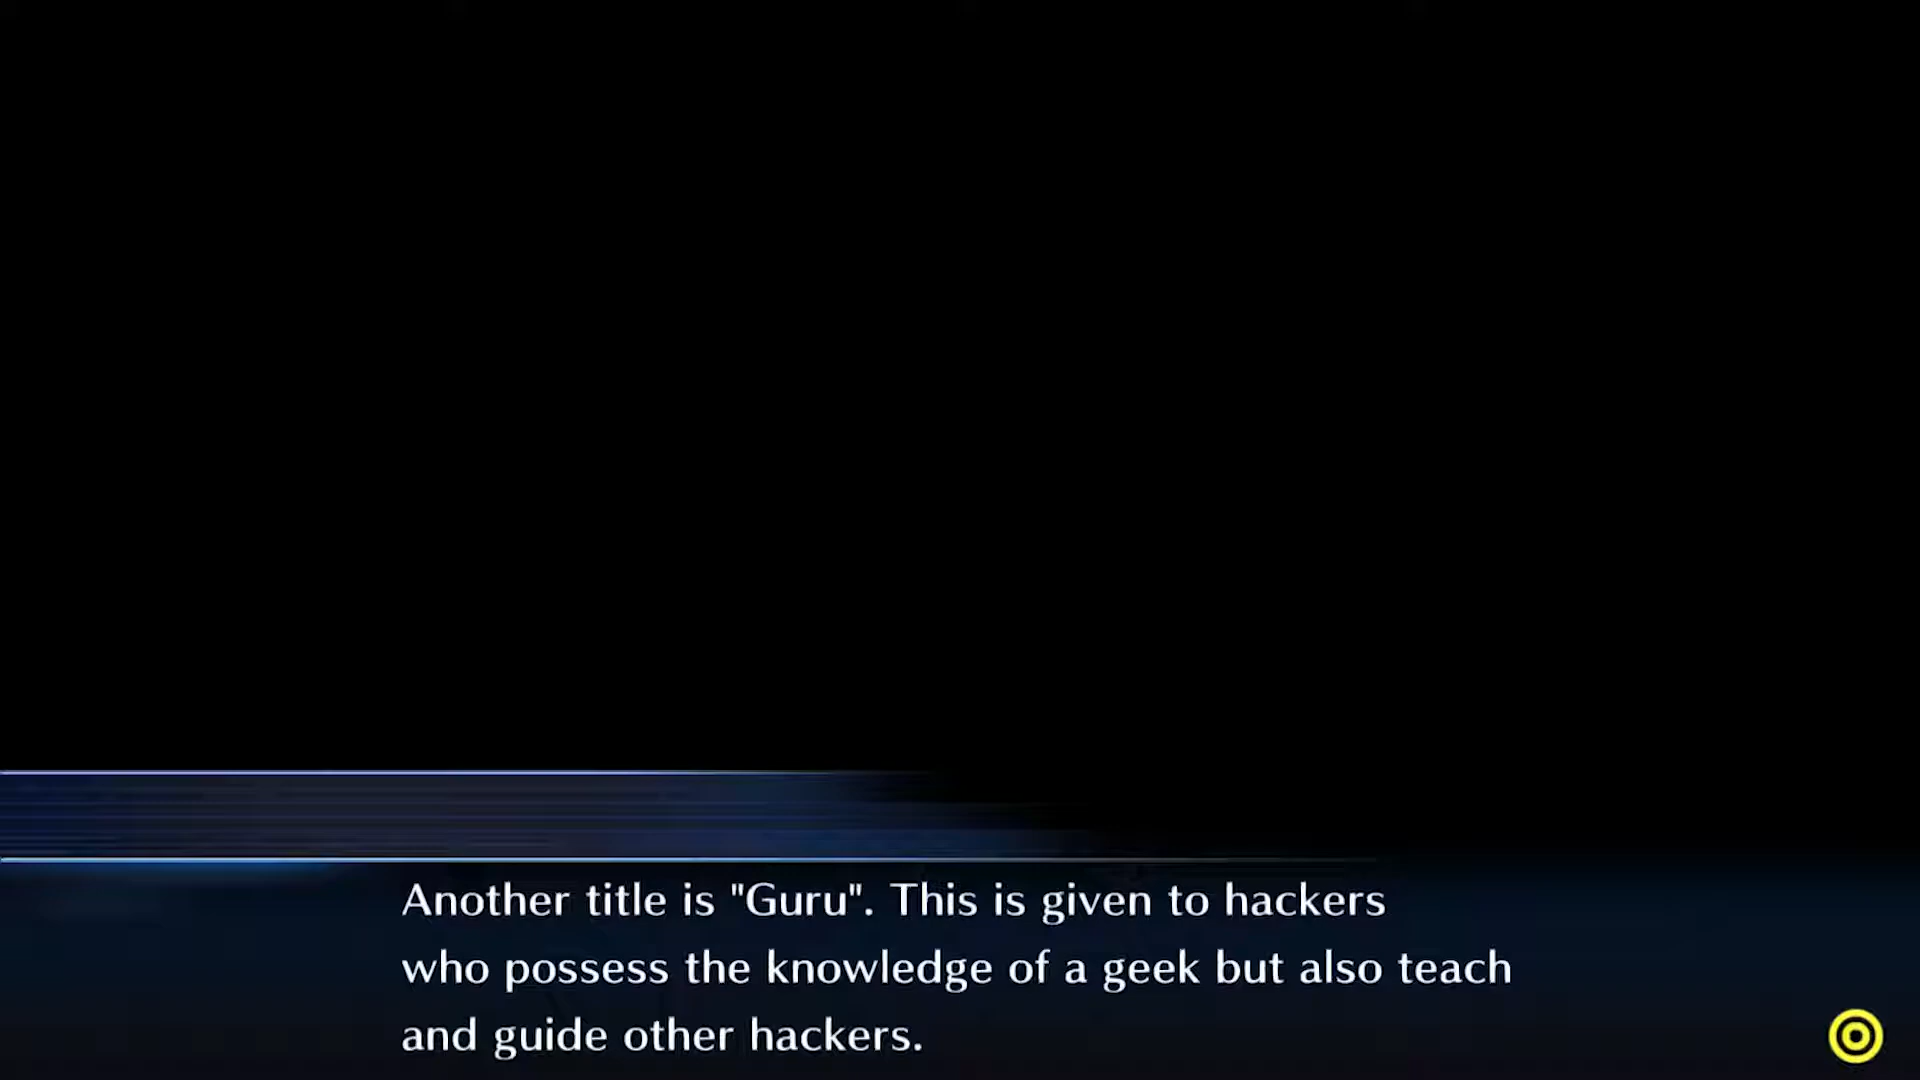 Another title is "Guru". This is given to hackers
who possess the knowledge of a geek but also teach
and guide other hackers.